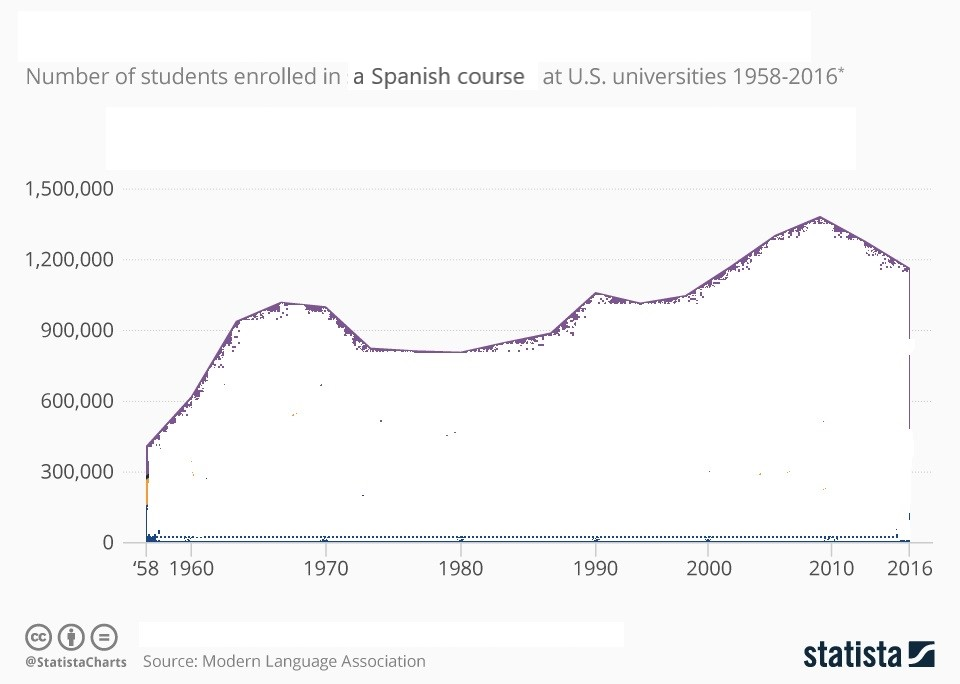 Number of students enrolled in a Spanish course at U.S. universities 1958-2016*
1,500,000
1,200,000
900,000
600,000
300,000
0
'58 1960 1970 1980 1990 2000 2010 2016
cc
@StatistaCharts Source: Modern Language Association
statista